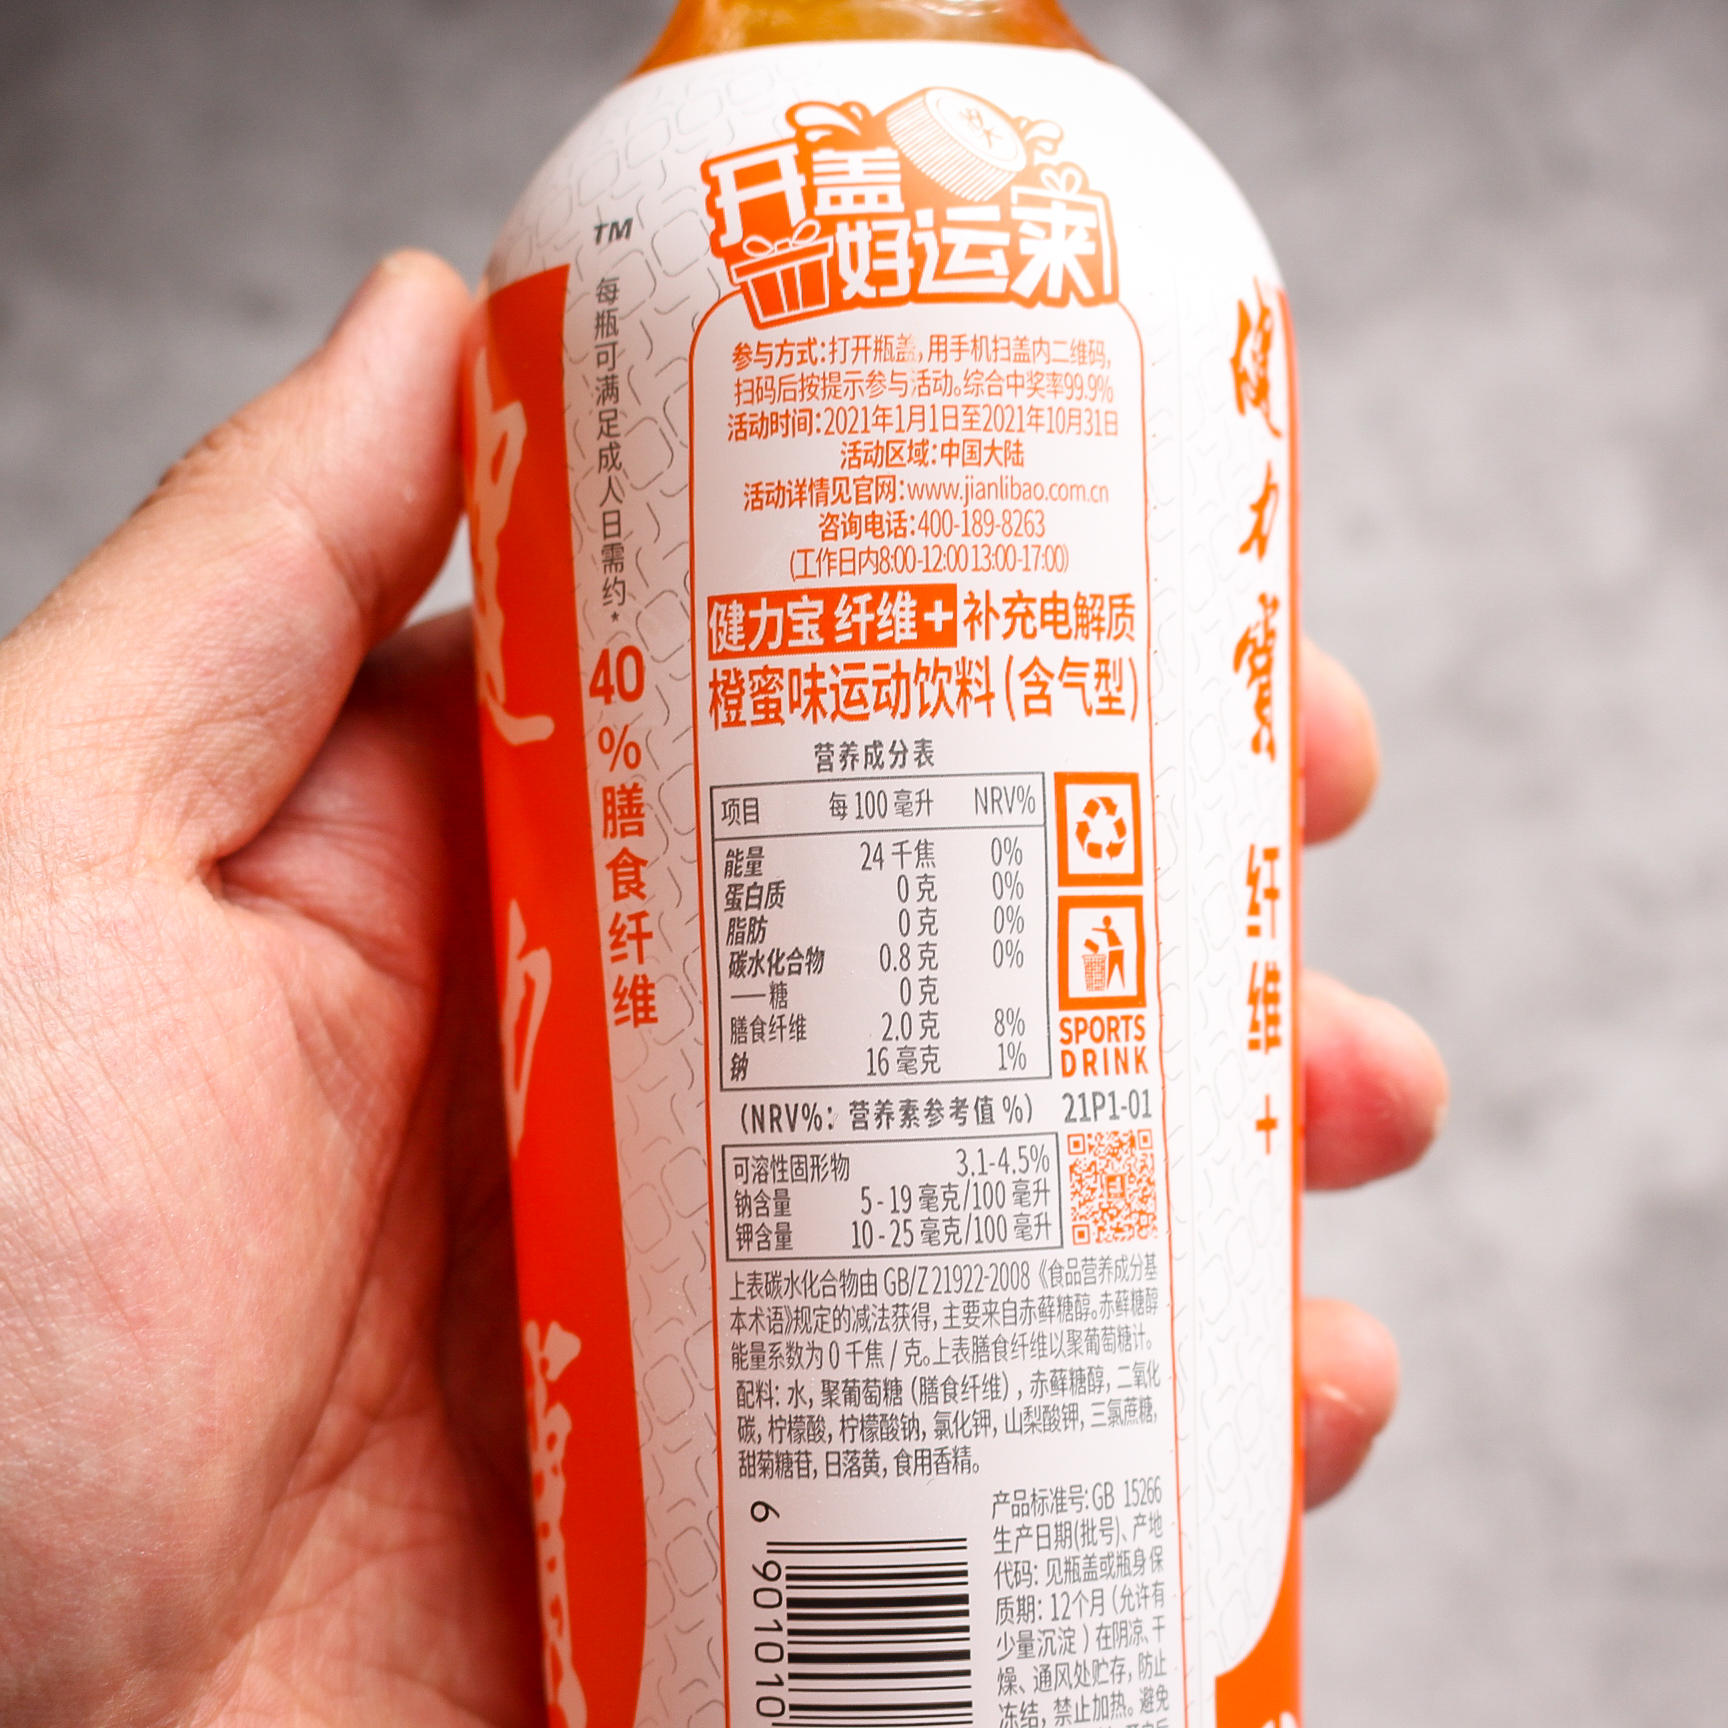 开盖
好运来
参与方式:打开瓶盖,用手机扫盖内二维码,
扫码后按提示参与活动。综合中奖率99.9%
活动时间:2021年1月1日至2021年10月31日
活动区域:中国大陆
活动详情见官网:www.jianlibao.com.cn
咨询电话:400-189-8263
(工作日内8:00-12:00 13:00-17:00)
健力宝 纤维+ 补充电解质
橙蜜味运动饮料(含气型)
营养成分表
项目 每100毫升 NRV%
能量 24 千焦 0%
蛋白质 0 克 0%
脂肪 0 克 0%
碳水化合物 0.8 克 0%
——糖 0 克
膳食纤维 2.0 克 8%
钠 16 毫克 1%
(NRV%: 营养素参考值 %)
SPORTS
DRINK
21P1-01
可溶性固形物 3.1-4.5%
钠含量 5 - 19 毫克/100 毫升
钾含量 10 - 25 毫克/100 毫升
上表碳水化合物由 GB/Z 21922-2008《食品营养成分基
本术语》规定的减法获得,主要来自赤藓糖醇。赤藓糖醇
能量系数为 0 千焦 / 克。上表膳食纤维以聚葡萄糖计。
配料: 水, 聚葡萄糖 (膳食纤维) , 赤藓糖醇, 二氧化
碳, 柠檬酸, 柠檬酸钠, 氯化钾, 山梨酸钾, 三氯蔗糖,
甜菊糖苷, 日落黄, 食用香精。
产品标准号:GB 15266
生产日期(批号)、产地
代码: 见瓶盖或瓶身 保
质期: 12个月 (允许有
少量沉淀 ) 在阴凉、干
燥、通风处贮存, 防止
冻结, 禁止加热。避免
6 901010
TM
每瓶可满足成人日需约*
40%膳食纤维
健力寳
纤维+
健力寳